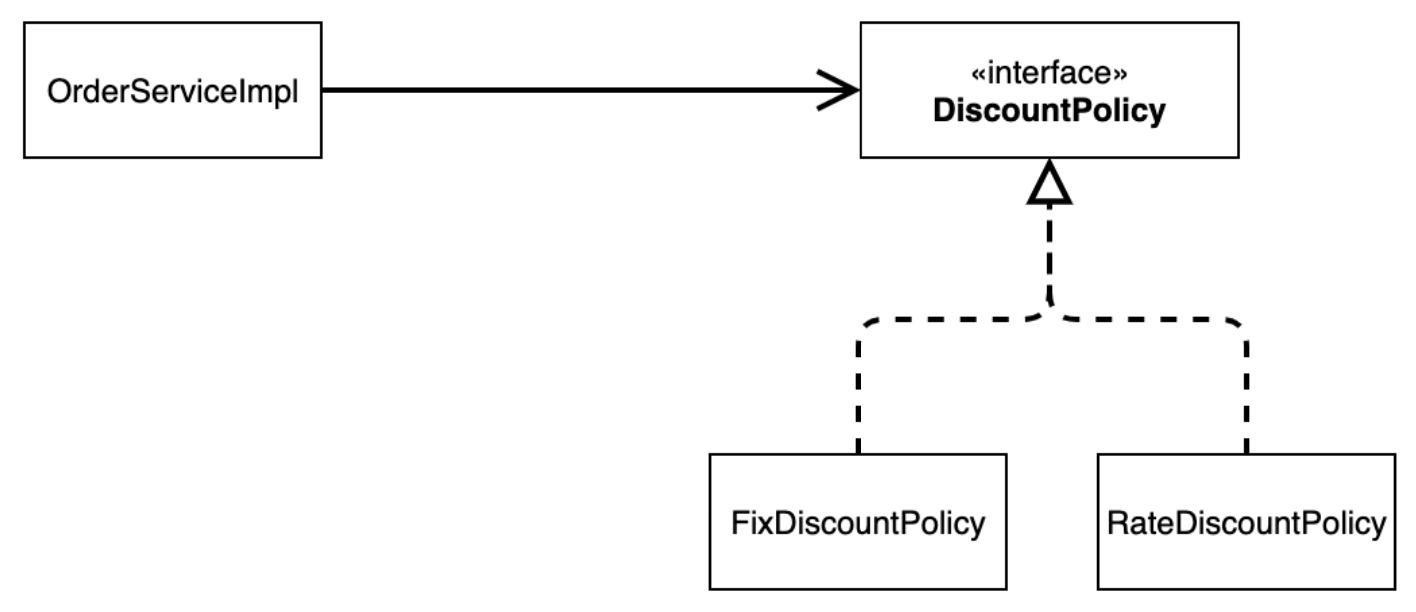 OrderServiceImpl
«interface»
DiscountPolicy
FixDiscountPolicy
RateDiscountPolicy